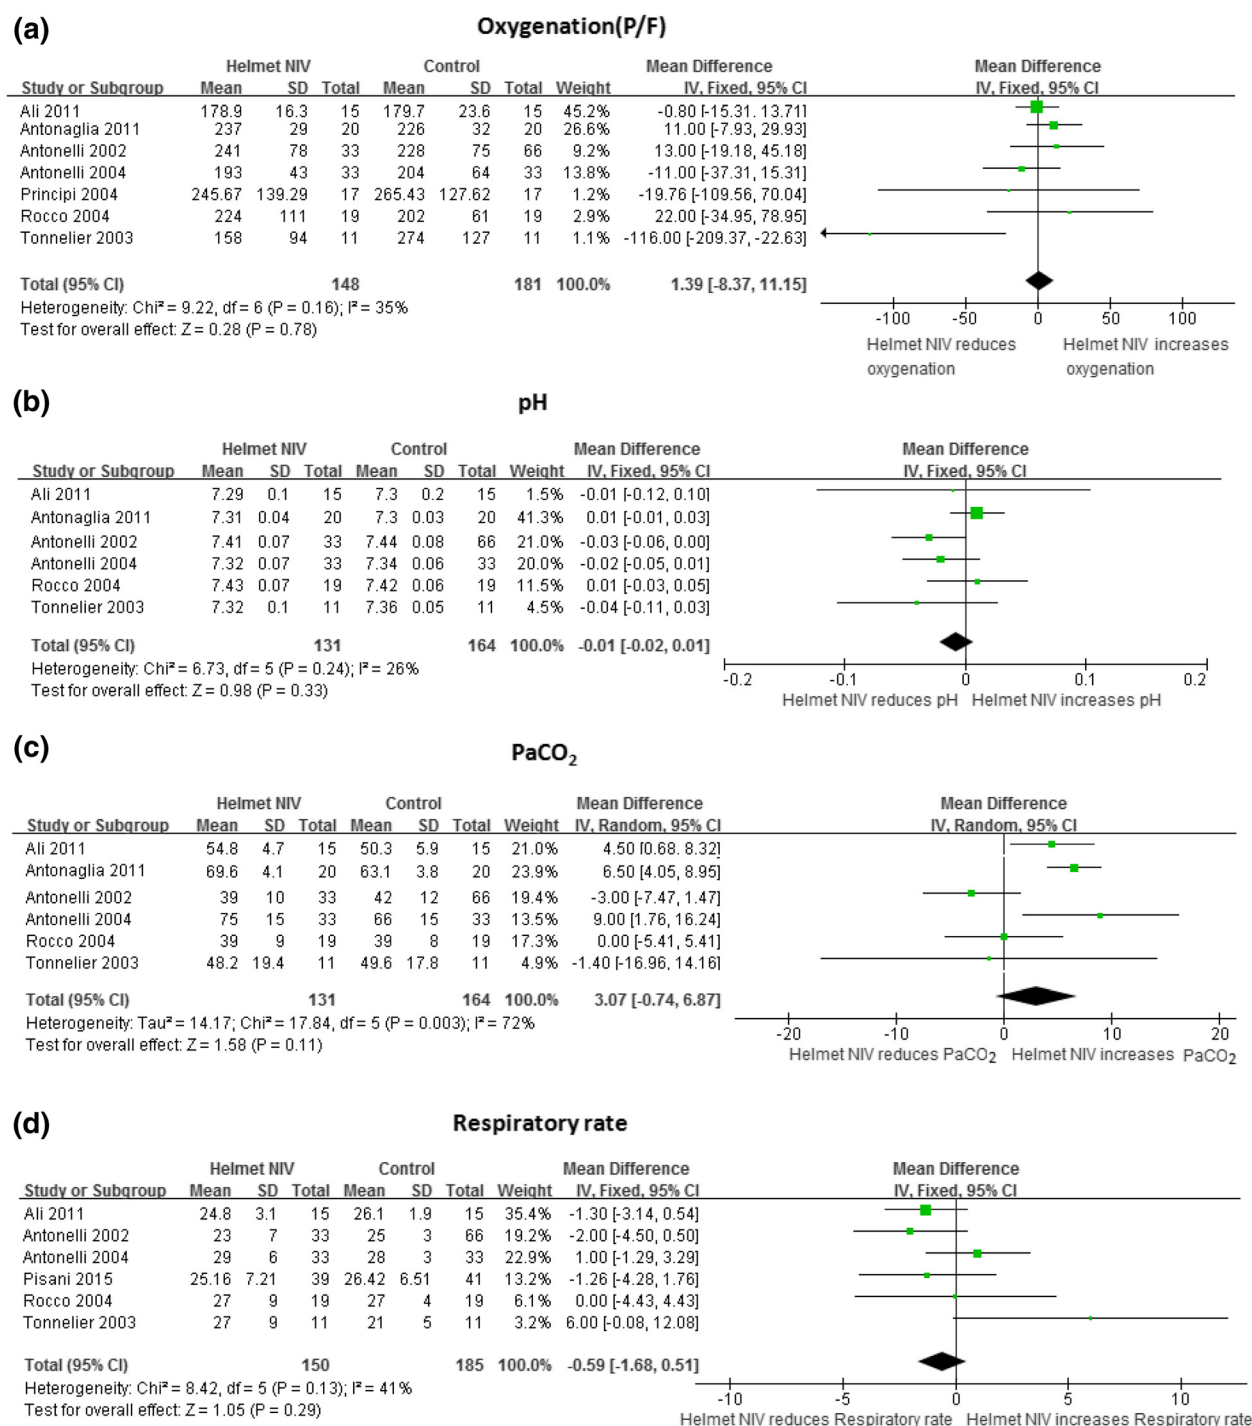 (a)
Oxygenation(P/F)
Helmet NIV Control Mean Difference Mean Difference
Study or Subgroup Mean SD Total Mean SD Total Weight IV, Fixed, 95% CI IV, Fixed, 95% CI
Ali 2011 178.9 16.3 15 179.7 23.6 15 45.2% -0.80 [-15.31. 13.71]
Antonaglia 2011 237 29 20 226 32 20 26.6% 11.00 [-7.93, 29.93]
Antonelli 2002 241 78 33 228 75 66 9.2% 13.00 [-19.18, 45.18]
Antonelli 2004 193 43 33 204 64 33 13.8% -11.00 [-37.31, 15.31]
Principi 2004 245.67 139.29 17 265.43 127.62 17 1.2% -19.76 [-109.56, 70.04]
Rocco 2004 224 111 19 202 61 19 2.9% 22.00 [-34.95, 78.95]
Tonnelier 2003 158 94 11 274 127 11 1.1% -116.00 [-209.37, -22.63]
Total (95% CI) 148 181 100.0% 1.39 [-8.37, 11.15]
Heterogeneity: Chi² = 9.22, df = 6 (P = 0.16); I² = 35%
Test for overall effect: Z = 0.28 (P = 0.78)
-100 -50 0 50 100
Helmet NIV reduces Helmet NIV increases
oxygenation oxygenation
(b)
pH
Helmet NIV Control Mean Difference Mean Difference
Study or Subgroup Mean SD Total Mean SD Total Weight IV, Fixed, 95% CI IV, Fixed, 95% CI
Ali 2011 7.29 0.1 15 7.3 0.2 15 1.5% -0.01 [-0.12, 0.10]
Antonaglia 2011 7.31 0.04 20 7.3 0.03 20 41.3% 0.01 [-0.01, 0.03]
Antonelli 2002 7.41 0.07 33 7.44 0.08 66 21.0% -0.03 [-0.06, 0.00]
Antonelli 2004 7.32 0.07 33 7.34 0.06 33 20.0% -0.02 [-0.05, 0.01]
Rocco 2004 7.43 0.07 19 7.42 0.06 19 11.5% 0.01 [-0.03, 0.05]
Tonnelier 2003 7.32 0.1 11 7.36 0.05 11 4.5% -0.04 [-0.11, 0.03]
Total (95% CI) 131 164 100.0% -0.01 [-0.02, 0.01]
Heterogeneity: Chi² = 6.73, df = 5 (P = 0.24); I² = 26%
Test for overall effect: Z = 0.98 (P = 0.33)
-0.2 -0.1 0 0.1 0.2
Helmet NIV reduces pH Helmet NIV increases pH
(c)
PaCO₂
Helmet NIV Control Mean Difference Mean Difference
Study or Subgroup Mean SD Total Mean SD Total Weight IV, Random, 95% CI IV, Random, 95% CI
Ali 2011 54.8 4.7 15 50.3 5.9 15 21.0% 4.50 [0.68. 8.32]
Antonaglia 2011 69.6 4.1 20 63.1 3.8 20 23.9% 6.50 [4.05, 8.95]
Antonelli 2002 39 10 33 42 12 66 19.4% -3.00 [-7.47, 1.47]
Antonelli 2004 75 15 33 66 15 33 13.5% 9.00 [1.76, 16.24]
Rocco 2004 39 9 19 39 8 19 17.3% 0.00 [-5.41, 5.41]
Tonnelier 2003 48.2 19.4 11 49.6 17.8 11 4.9% -1.40 [-16.96, 14.16]
Total (95% CI) 131 164 100.0% 3.07 [-0.74, 6.87]
Heterogeneity: Tau² = 14.17; Chi² = 17.84, df = 5 (P = 0.003); I² = 72%
Test for overall effect: Z = 1.58 (P = 0.11)
-20 -10 0 10 20
Helmet NIV reduces PaCO₂ Helmet NIV increases PaCO₂
(d)
Respiratory rate
Helmet NIV Control Mean Difference Mean Difference
Study or Subgroup Mean SD Total Mean SD Total Weight IV, Fixed, 95% CI IV, Fixed, 95% CI
Ali 2011 24.8 3.1 15 26.1 1.9 15 35.4% -1.30 [-3.14, 0.54]
Antonelli 2002 23 7 33 25 3 66 19.2% -2.00 [-4.50, 0.50]
Antonelli 2004 29 6 33 28 3 33 22.9% 1.00 [-1.29, 3.29]
Pisani 2015 25.16 7.21 39 26.42 6.51 41 13.2% -1.26 [-4.28, 1.76]
Rocco 2004 27 9 19 27 4 19 6.1% 0.00 [-4.43, 4.43]
Tonnelier 2003 27 9 11 21 5 11 3.2% 6.00 [-0.08, 12.08]
Total (95% CI) 150 185 100.0% -0.59 [-1.68, 0.51]
Heterogeneity: Chi² = 8.42, df = 5 (P = 0.13); I² = 41%
Test for overall effect: Z = 1.05 (P = 0.29)
-10 -5 0 5 10
Helmet NIV reduces Respiratory rate Helmet NIV increases Respiratory rate